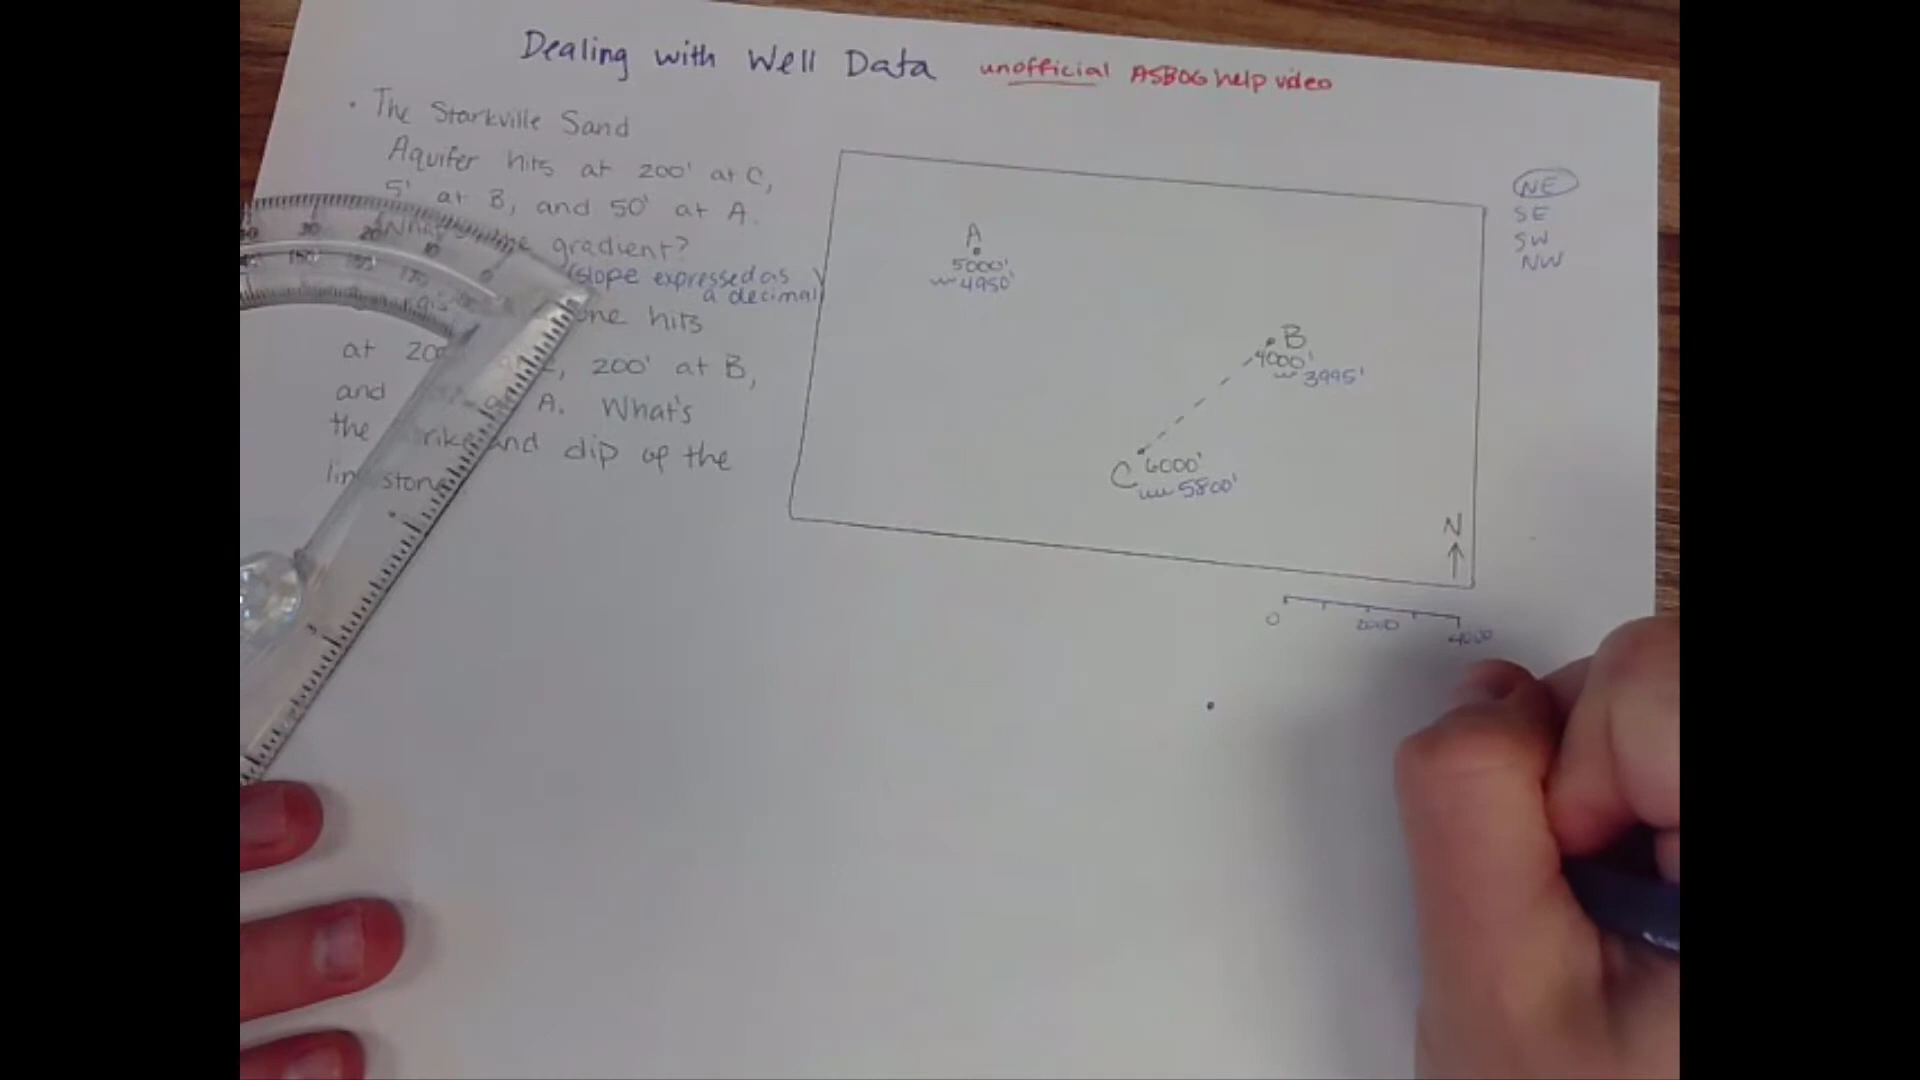 Dealing with Well Data unofficial ASBOG help video
• The Starkville Sand
Aquifer hits at 200' at C,
5' at B, and 50' at A.
gradient?
(slope expressed as
a decimal)
hits
at 200' at B,
and A. What's
the and dip of the
A
5000'
4950'
B
4000'
3995'
C 6000'
5800'
N
0 2000 4000
NE
SE
SW
NW